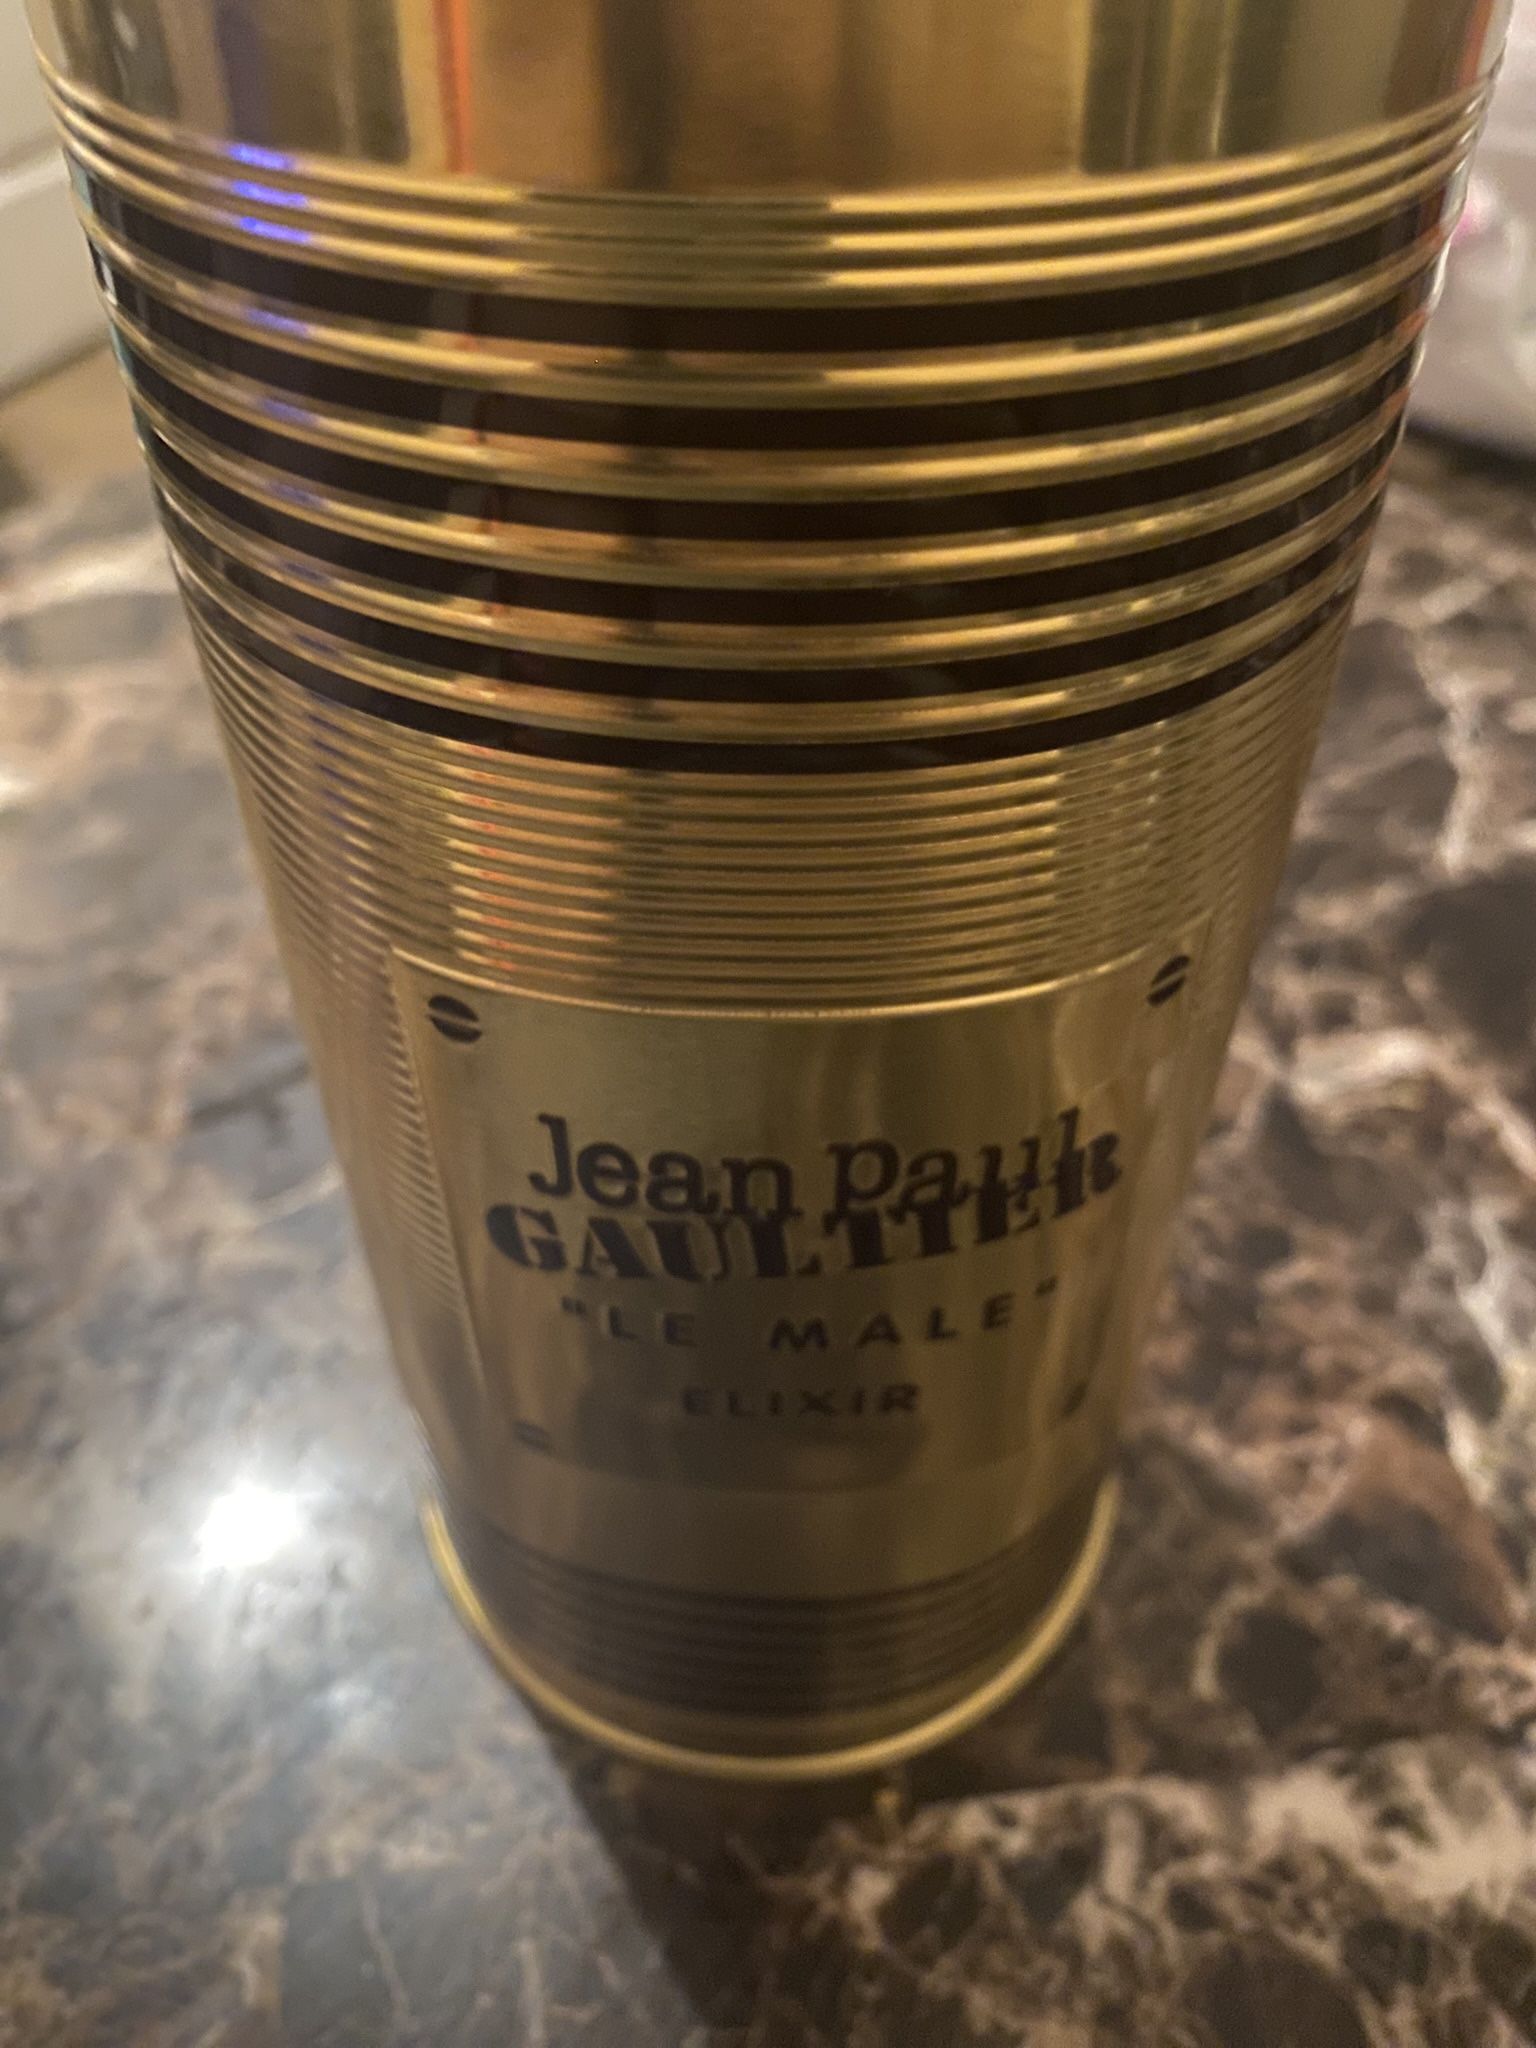 Jean Paul
GAULTIER
"LE MALE"
ELIXIR